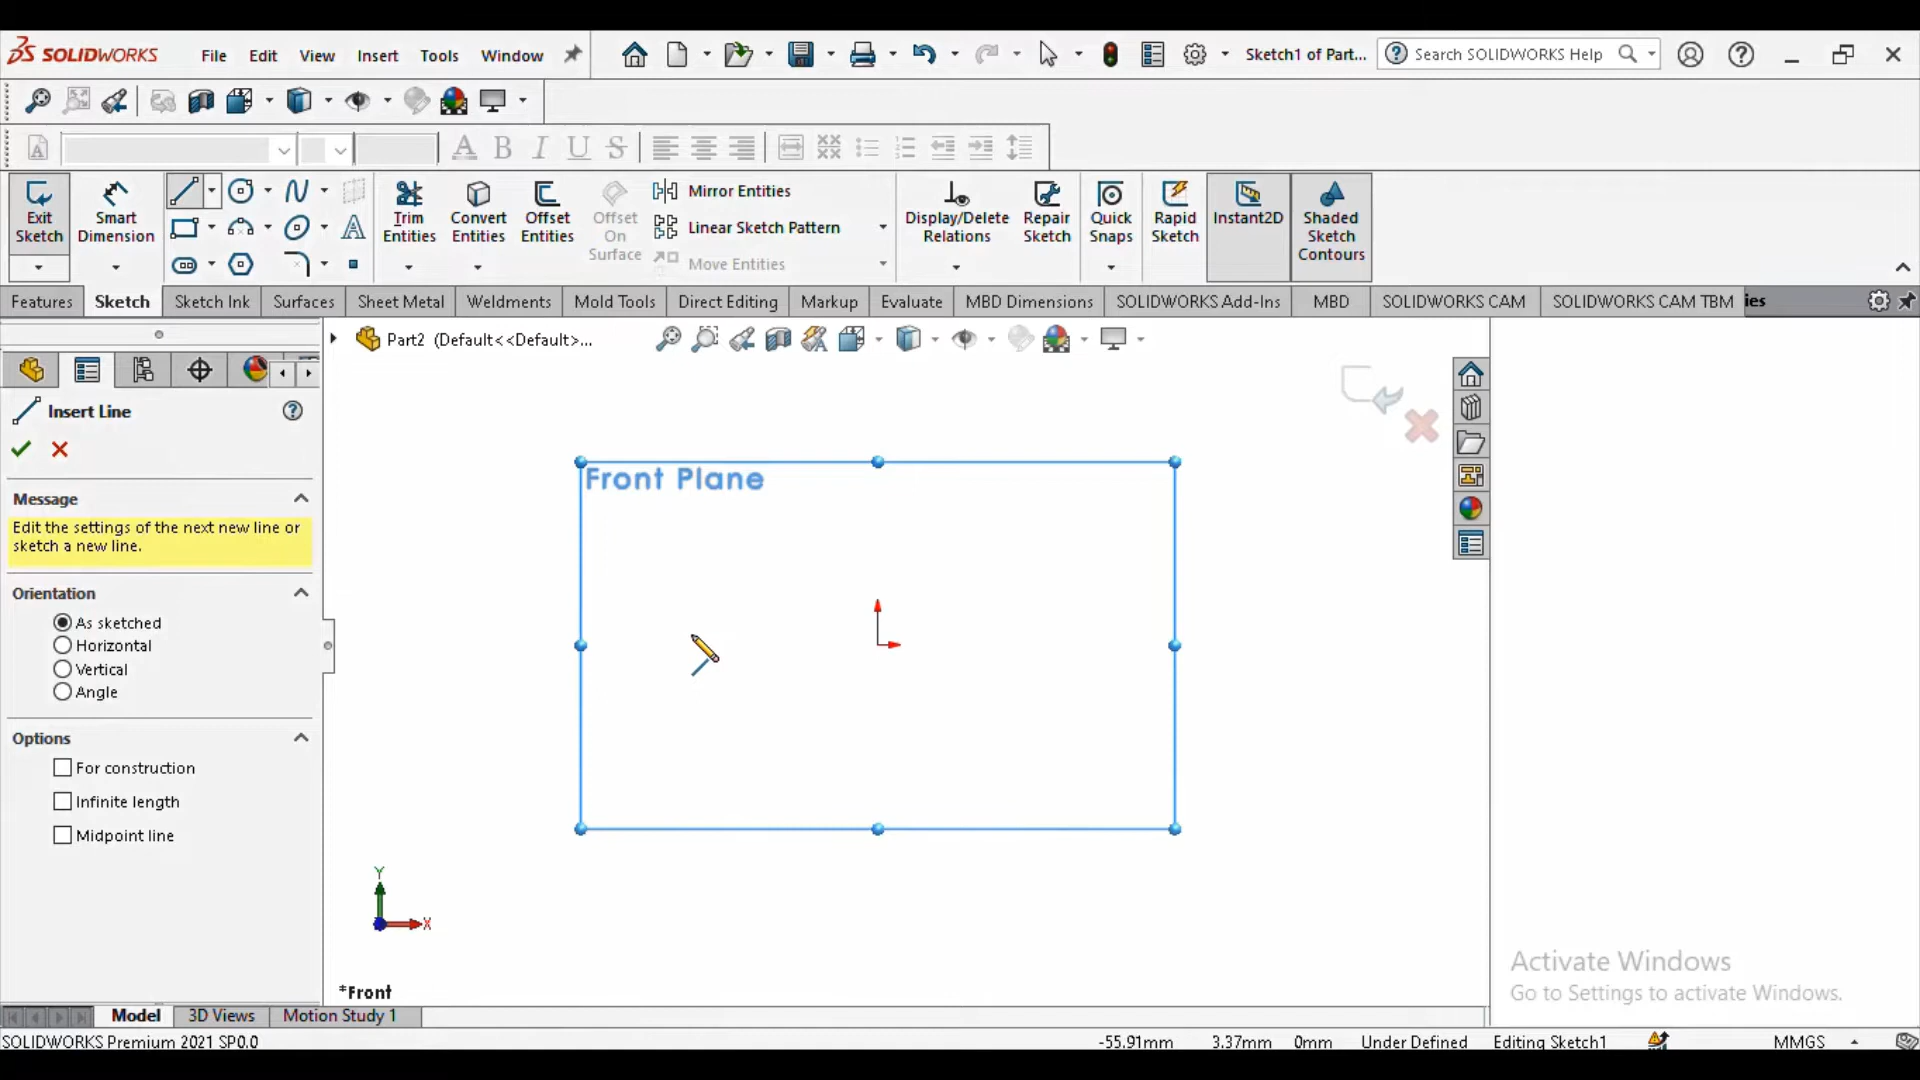 SOLIDWORKS File Edit View Insert Tools Window Sketch1 of Part... Search SOLIDWORKS Help
A B I U S
Exit Sketch
Smart Dimension
Trim Entities
Convert Entities
Offset Entities
Offset On Surface
Mirror Entities
Linear Sketch Pattern
Move Entities
Display/Delete Relations
Repair Sketch
Quick Snaps
Rapid Sketch
Instant2D
Shaded Sketch Contours
Features Sketch Sketch Ink Surfaces Sheet Metal Weldments Mold Tools Direct Editing Markup Evaluate MBD Dimensions SOLIDWORKS Add-Ins MBD SOLIDWORKS CAM SOLIDWORKS CAM TBM ies
Part2 (Default<<Default>...
Insert Line
Message
Edit the settings of the next new line or
sketch a new line.
Orientation
As sketched
Horizontal
Vertical
Angle
Options
For construction
Infinite length
Midpoint line
Front Plane
Y
X
*Front
Activate Windows
Go to Settings to activate Windows.
Model 3D Views Motion Study 1
SOLIDWORKS Premium 2021 SP0.0 -55.91mm 3.37mm 0mm Under Defined Editing Sketch1 MMGS